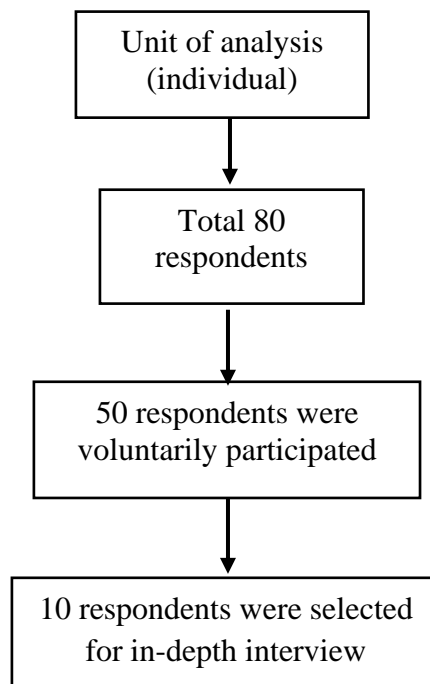 Unit of analysis
(individual)
Total 80
respondents
50 respondents were
voluntarily participated
10 respondents were selected
for in-depth interview